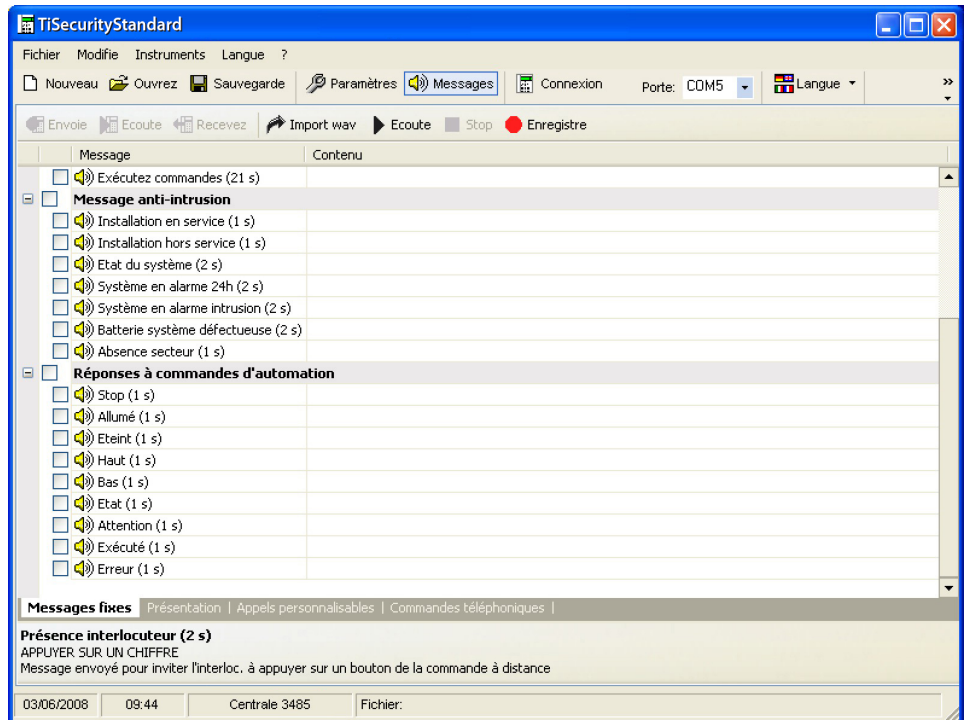 TiSecurityStandard
Fichier Modifie Instruments Langue ?
Nouveau Ouvrez Sauvegarde Paramètres Messages Connexion Porte: COM5 Langue
Envoie Ecoute Recevez Import wav Ecoute Stop Enregistre
Message Contenu
Exécutez commandes (21 s)
Message anti-intrusion
Installation en service (1 s)
Installation hors service (1 s)
Etat du système (2 s)
Système en alarme 24h (2 s)
Système en alarme intrusion (2 s)
Batterie système défectueuse (2 s)
Absence secteur (1 s)
Réponses à commandes d'automation
Stop (1 s)
Allumé (1 s)
Eteint (1 s)
Haut (1 s)
Bas (1 s)
Etat (1 s)
Attention (1 s)
Exécuté (1 s)
Erreur (1 s)
Messages fixes Présentation | Appels personnalisables | Commandes téléphoniques |
Présence interlocuteur (2 s)
APPUYER SUR UN CHIFFRE
Message envoyé pour inviter l'interloc. à appuyer sur un bouton de la commande à distance
03/06/2008 09:44 Centrale 3485 Fichier: